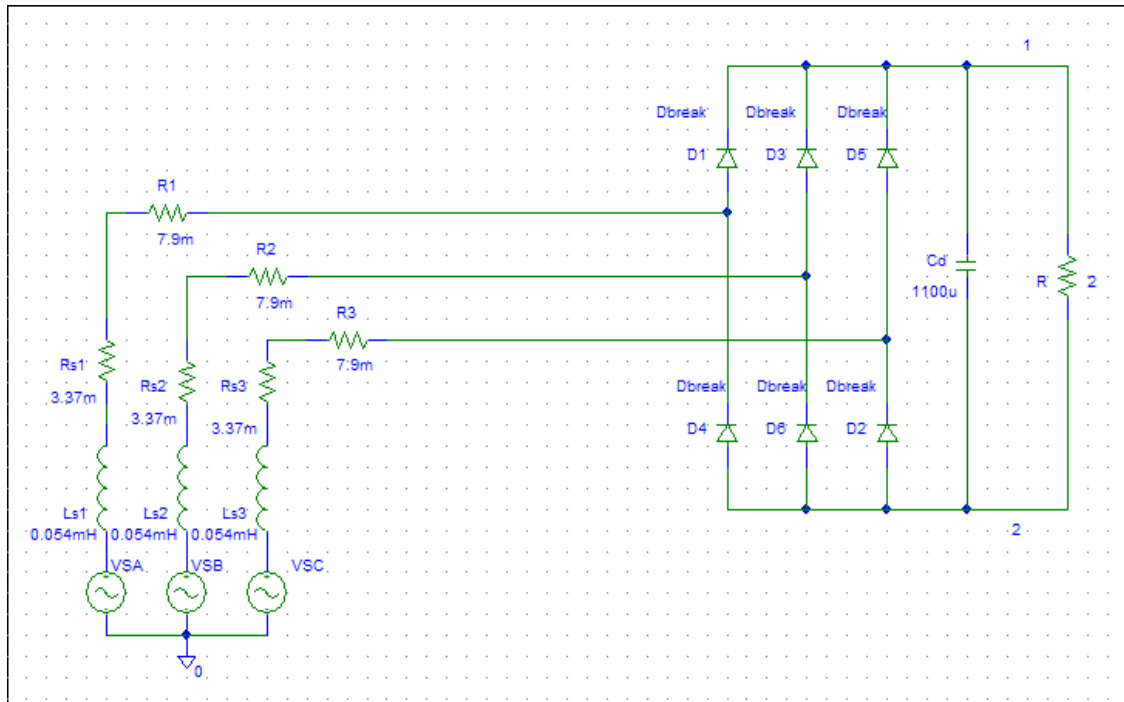 1
Dbreak Dbreak Dbreak
D1 D3 D5
R1
7.9m
R2
7.9m
R3
7.9m
Cd
1100u
R 2
Rs1
3.37m
Rs2
3.37m
Rs3
3.37m
Dbreak Dbreak Dbreak
D4 D6 D2
Ls1 Ls2 Ls3
0.054mH 0.054mH 0.054mH
2
VSA VSB VSC
0